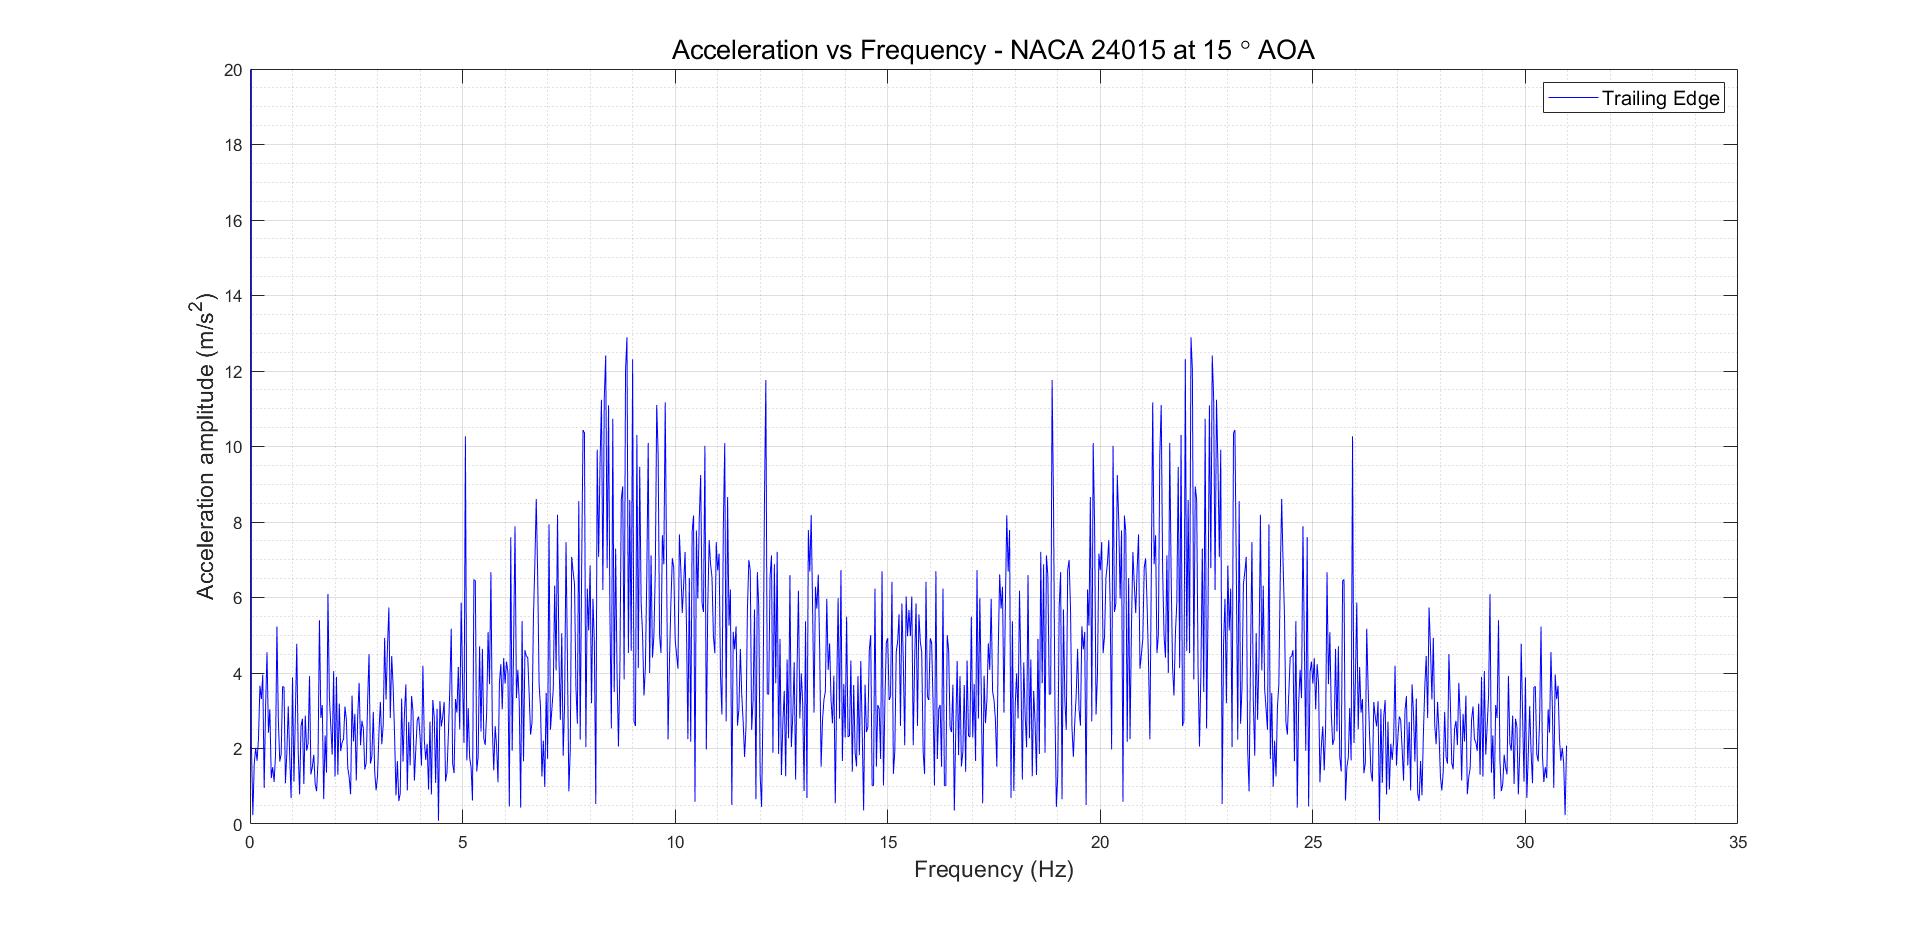 Acceleration vs Frequency - NACA 24015 at 15 ° AOA
Trailing Edge
20
18
16
14
12
10
8
6
4
2
0
Acceleration amplitude (m/s²)
0 5 10 15 20 25 30 35
Frequency (Hz)